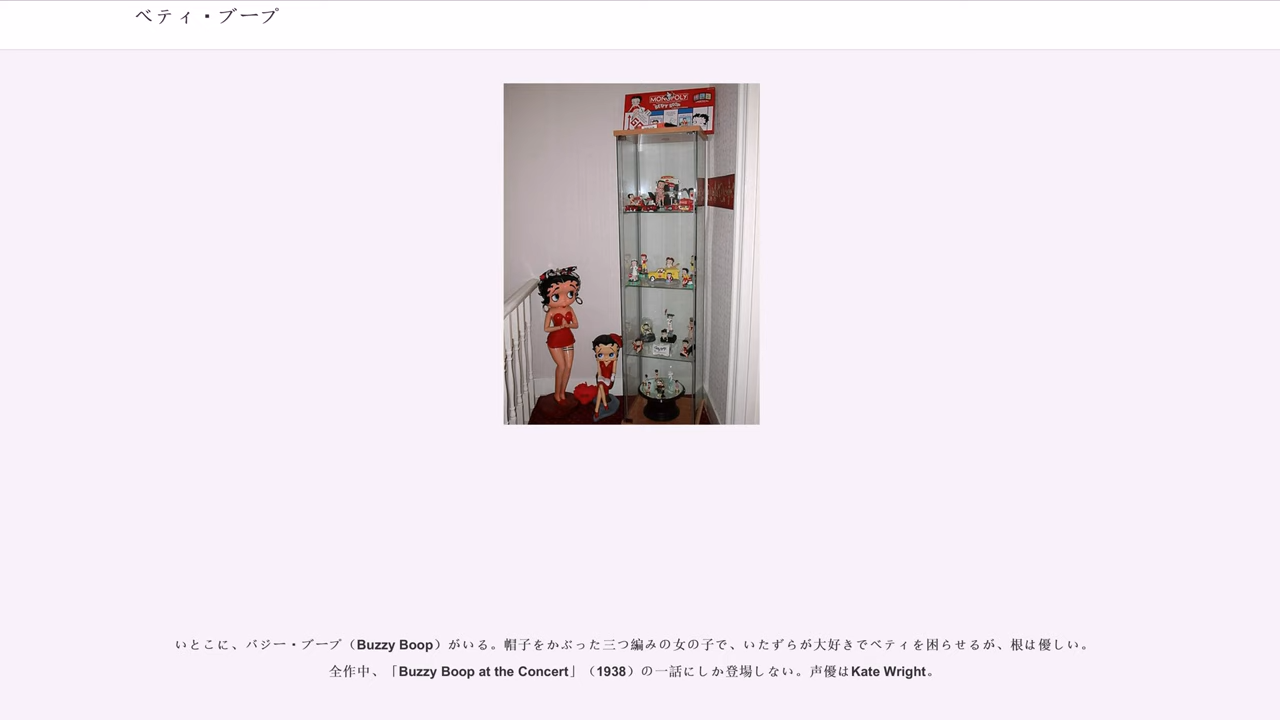 ベティ・ブープ
MONOPOLY
いとこに、バジー・ブープ（Buzzy Boop）がいる。帽子をかぶった三つ編みの女の子で、いたずらが大好きでベティを困らせるが、根は優しい。
全作中、「Buzzy Boop at the Concert」（1938）の一話にしか登場しない。声優はKate Wright。